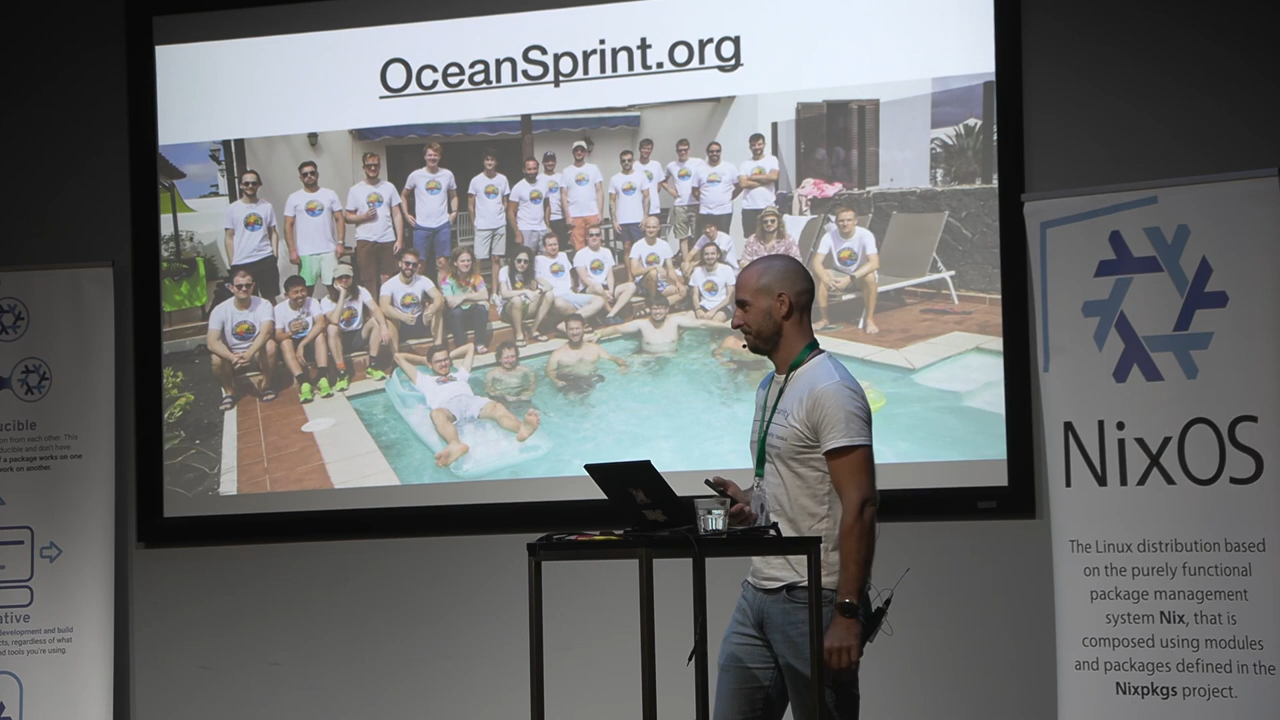 OceanSprint.org
ucible
on from each other. This
ducible and don't have
f a package works on one
work on another.
ative
development and build
cts, regardless of what
nd tools you're using.
NixOS
The Linux distribution based
on the purely functional
package management
system Nix, that is
composed using modules
and packages defined in the
Nixpkgs project.